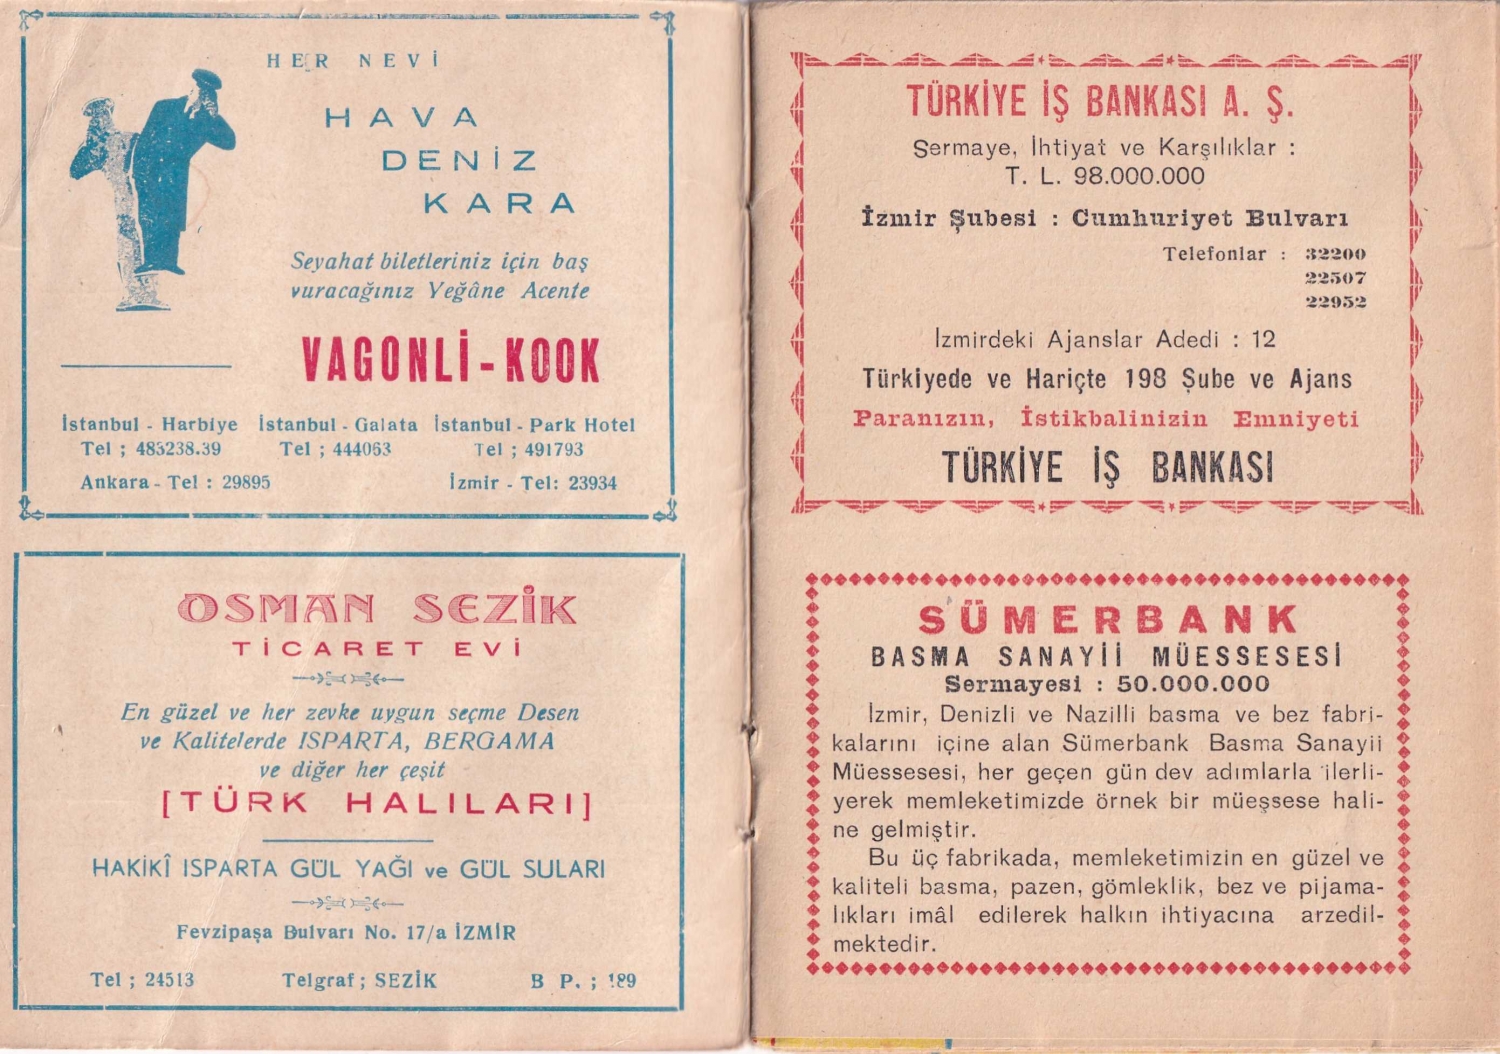 HER NEVİ
HAVA
DENİZ
KARA
Seyahat biletleriniz için baş
vuracağınız Yegâne Acente
VAGONLİ - KOOK
İstanbul - Harbiye İstanbul - Galata İstanbul - Park Hotel
Tel ; 485238.39 Tel ; 444053 Tel ; 491793
Ankara - Tel : 29895 İzmir - Tel: 23934
OSMAN SEZİK
TİCARET EVİ
En güzel ve her zevke uygun seçme Desen
ve Kalitelerde ISPARTA, BERGAMA
ve diğer her çeşit
[TÜRK HALILARI]
HAKİKÎ ISPARTA GÜL YAĞI ve GÜL SULARI
Fevzipaşa Bulvarı No. 17/a İZMİR
Tel ; 24513 Telgraf ; SEZİK B P. ; 189
TÜRKİYE İŞ BANKASI A. Ş.
Sermaye, İhtiyat ve Karşılıklar :
T. L. 98.000.000
İzmir Şubesi : Cumhuriyet Bulvarı
Telefonlar : 32200
22507
22952
İzmirdeki Ajanslar Adedi : 12
Türkiyede ve Hariçte 198 Şube ve Ajans
Paranızın, İstikbalinizin Emniyeti
TÜRKİYE İŞ BANKASI
SÜMERBANK
BASMA SANAYİİ MÜESSESESİ
Sermayesi : 50.000.000
İzmir, Denizli ve Nazilli basma ve bez fabri-
kalarını içine alan Sümerbank Basma Sanayii
Müessesesi, her geçen gün dev adımlarla ilerli-
yerek memleketimizde örnek bir müeşsese hali-
ne gelmiştir.
Bu üç fabrikada, memleketimizin en güzel ve
kaliteli basma, pazen, gömleklik, bez ve pijama-
lıkları imâl edilerek halkın ihtiyacına arzedil-
mektedir.